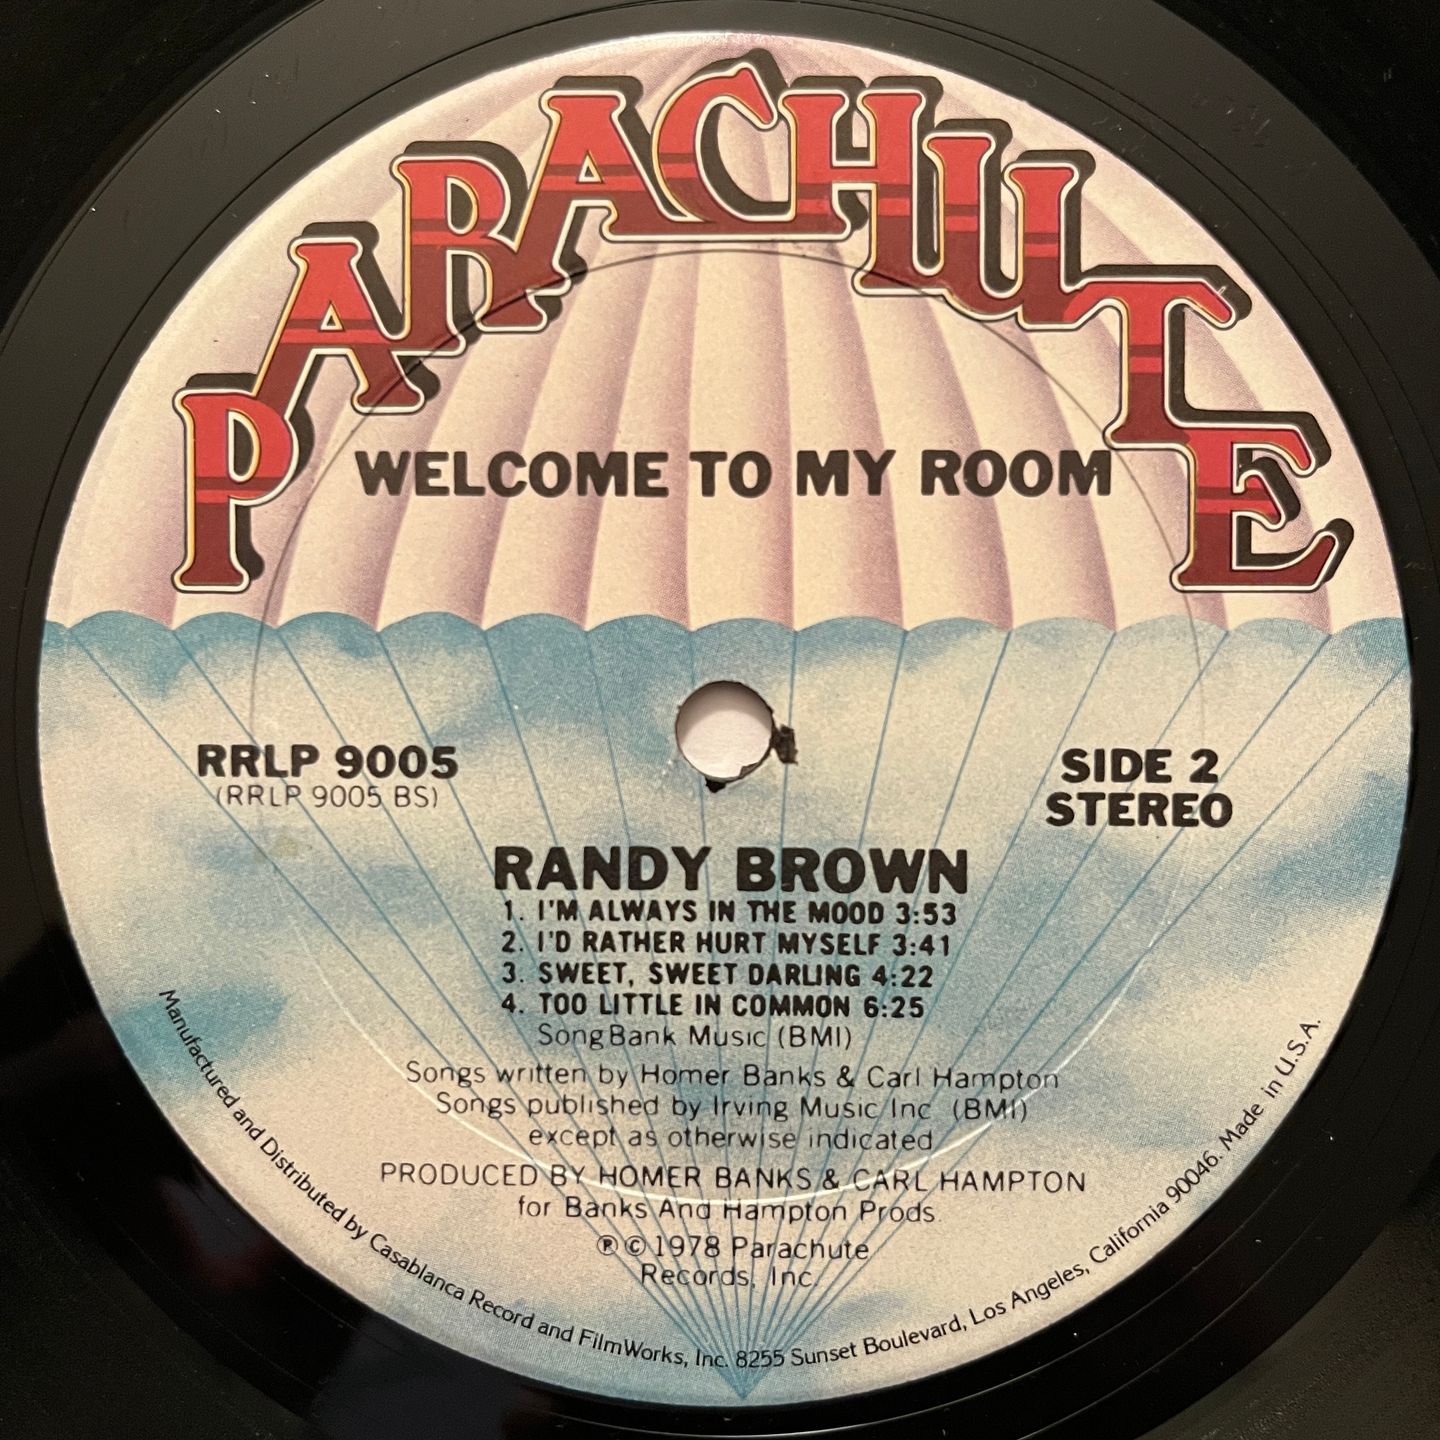 PARACHUTE
WELCOME TO MY ROOM
RRLP 9005
(RRLP 9005 BS)
SIDE 2
STEREO
RANDY BROWN
1. I'M ALWAYS IN THE MOOD 3:53
2. I'D RATHER HURT MYSELF 3:41
3. SWEET, SWEET DARLING 4:22
4. TOO LITTLE IN COMMON 6:25
SongBank Music (BMI)
Songs written by Homer Banks & Carl Hampton
Songs published by Irving Music Inc (BMI)
except as otherwise indicated
PRODUCED BY HOMER BANKS & CARL HAMPTON
for Banks And Hampton Prods.
℗©1978 Parachute
Records, Inc.
Manufactured and Distributed by Casablanca Record and FilmWorks, Inc. 8255 Sunset Boulevard, Los Angeles, California 90046. Made in U.S.A.